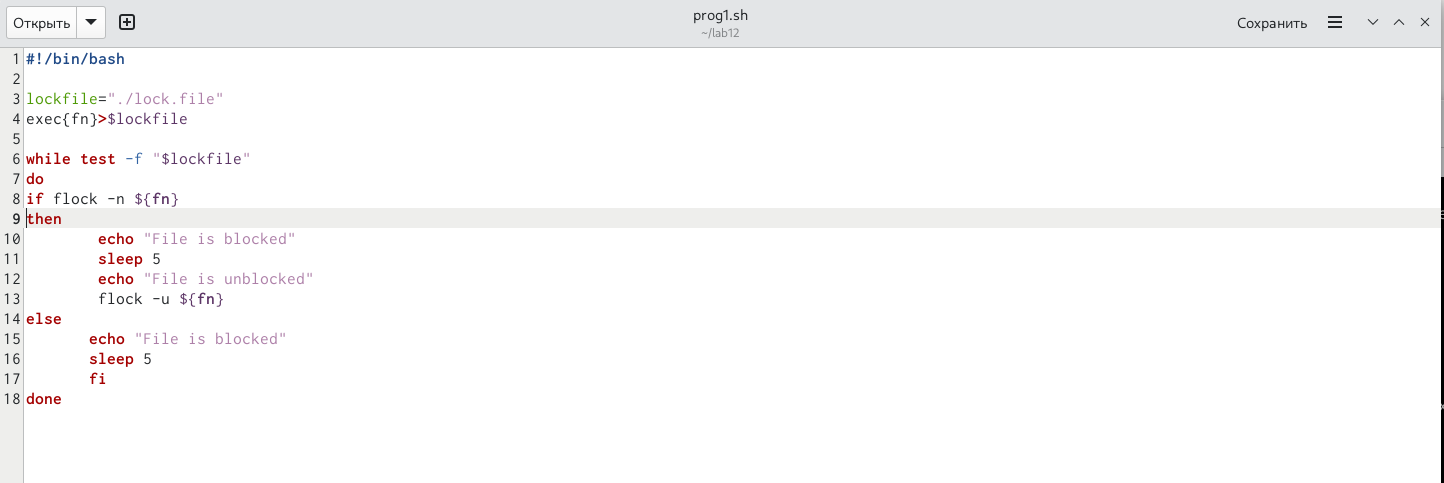 Открыть
prog1.sh
~/lab12
Сохранить
1 #!/bin/bash
2
3 lockfile="./lock.file"
4 exec{fn}>$lockfile
5
6 while test -f "$lockfile"
7 do
8 if flock -n ${fn}
9 then
10 echo "File is blocked"
11 sleep 5
12 echo "File is unblocked"
13 flock -u ${fn}
14 else
15 echo "File is blocked"
16 sleep 5
17 fi
18 done